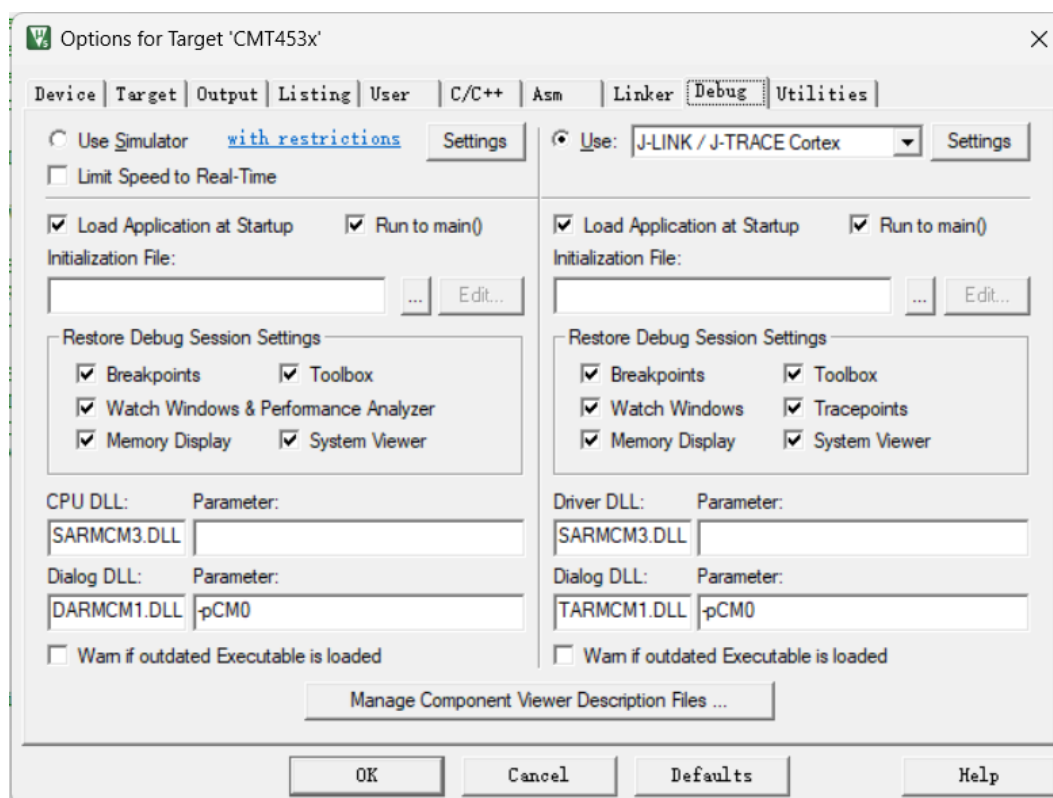 Options for Target 'CMT453x'
Device Target Output Listing User C/C++ Asm Linker Debug Utilities
Use Simulator with restrictions Settings
Limit Speed to Real-Time
Load Application at Startup Run to main()
Initialization File:
... Edit...
Restore Debug Session Settings
Breakpoints Toolbox
Watch Windows & Performance Analyzer
Memory Display System Viewer
CPU DLL: Parameter:
SARMCM3.DLL
Dialog DLL: Parameter:
DARMCM1.DLL -pCM0
Warn if outdated Executable is loaded
Use: J-LINK / J-TRACE Cortex Settings
Load Application at Startup Run to main()
Initialization File:
... Edit...
Restore Debug Session Settings
Breakpoints Toolbox
Watch Windows Tracepoints
Memory Display System Viewer
Driver DLL: Parameter:
SARMCM3.DLL
Dialog DLL: Parameter:
TARMCM1.DLL -pCM0
Warn if outdated Executable is loaded
Manage Component Viewer Description Files ...
OK Cancel Defaults Help